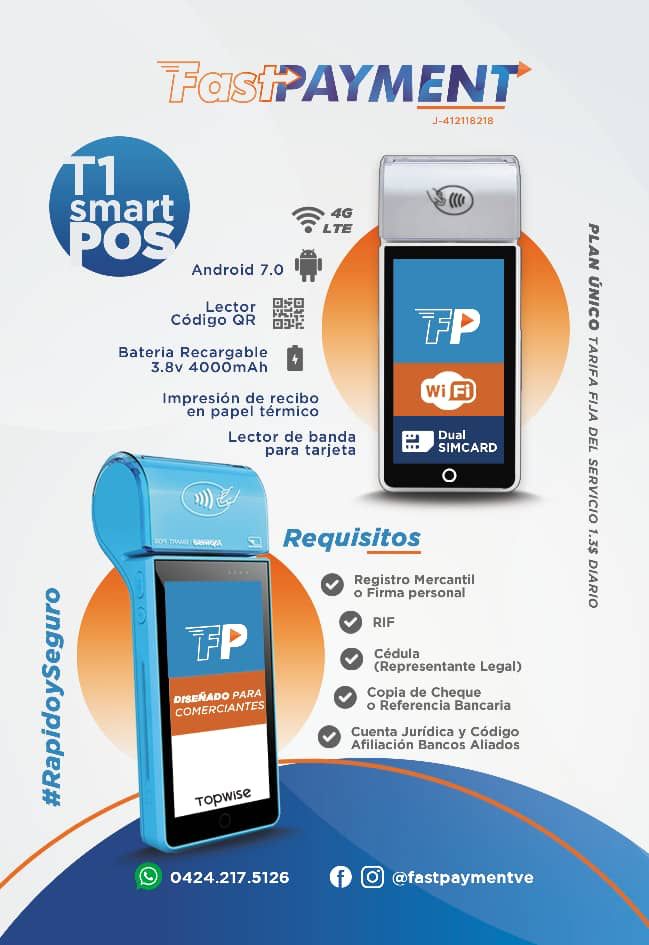 FastPAYMENT
J-412118218
T1
smart
POS
4G
LTE
Android 7.0
Lector
Código QR
Bateria Recargable
3.8v 4000mAh
Impresión de recibo
en papel térmico
Lector de banda
para tarjeta
FP
WiFi
Dual
SIMCARD
PLAN ÚNICO TARIFA FIJA DEL SERVICIO 1.3$ DIARIO
Requisitos
Registro Mercantil
o Firma personal
RIF
Cédula
(Representante Legal)
Copia de Cheque
o Referencia Bancaria
Cuenta Jurídica y Código
Afiliación Bancos Aliados
FP
DISEÑADO PARA
COMERCIANTES
Topwise
#RapidoySeguro
0424.217.5126
@fastpaymentve